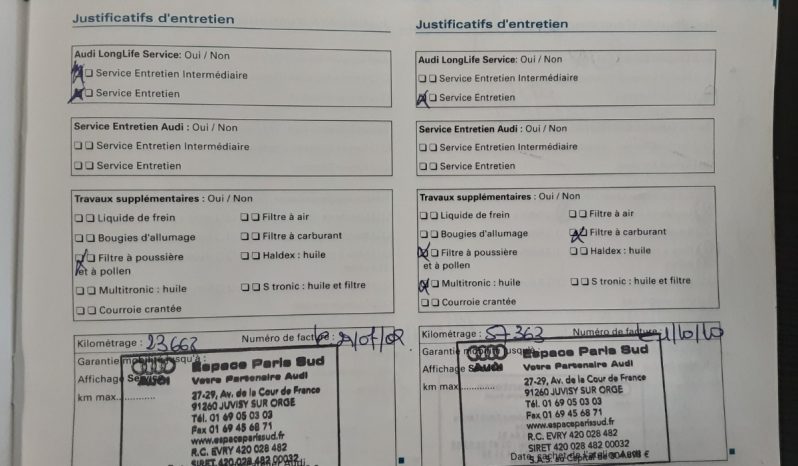 Justificatifs d'entretien
Audi LongLife Service: Oui / Non
Service Entretien Intermédiaire
Service Entretien
Service Entretien Audi : Oui / Non
Service Entretien Intermédiaire
Service Entretien
Travaux supplémentaires : Oui / Non
Liquide de frein
Filtre à air
Bougies d'allumage
Filtre à carburant
Filtre à poussière
et à pollen
Haldex : huile
Multitronic : huile
S tronic : huile et filtre
Courroie crantée
Kilométrage : 23662 Numéro de facture :
Garantie mobilité jusqu'à :
Affichage
km max
Espace Paris Sud
Votre Partenaire Audi
27-29, Av. de la Cour de France
91260 JUVISY SUR ORGE
Tél. 01 69 05 03 03
Fax 01 69 45 68 71
www.espaceparissud.fr
R.C. EVRY 420 028 482
SIRET 420 028 482 00032
Justificatifs d'entretien
Audi LongLife Service: Oui / Non
Service Entretien Intermédiaire
Service Entretien
Service Entretien Audi : Oui / Non
Service Entretien Intermédiaire
Service Entretien
Travaux supplémentaires : Oui / Non
Liquide de frein
Filtre à air
Bougies d'allumage
Filtre à carburant
Filtre à poussière
et à pollen
Haldex : huile
Multitronic : huile
S tronic : huile et filtre
Courroie crantée
Kilométrage : 57363 Numéro de facture :
Garantie mobilité jusqu'à :
Affichage
km max
Espace Paris Sud
Votre Partenaire Audi
27-29, Av. de la Cour de France
91260 JUVISY SUR ORGE
Tél. 01 69 05 03 03
Fax 01 69 45 68 71
www.espaceparissud.fr
R.C. EVRY 420 028 482
SIRET 420 028 482 00032